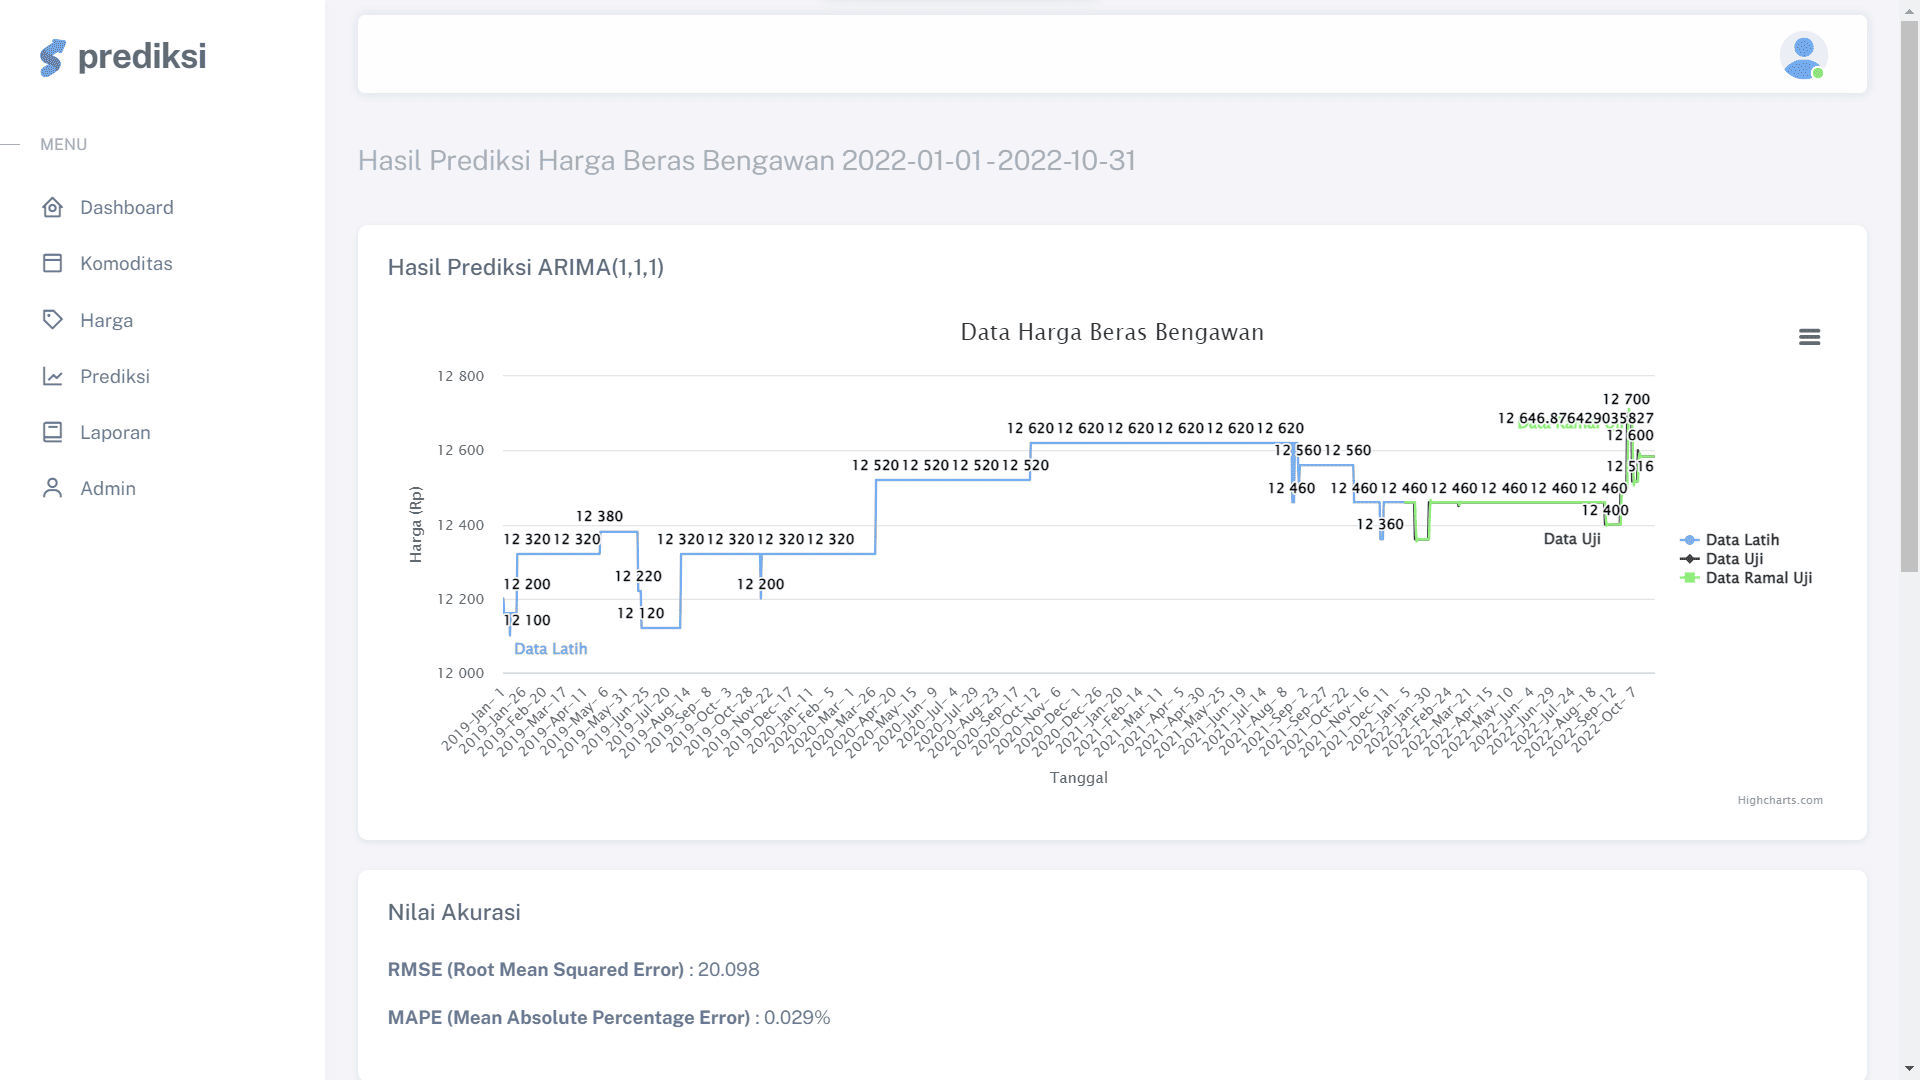 prediksi
MENU
Dashboard
Komoditas
Harga
Prediksi
Laporan
Admin
Hasil Prediksi Harga Beras Bengawan 2022-01-01 - 2022-10-31
Hasil Prediksi ARIMA(1,1,1)
Data Harga Beras Bengawan
12 800
12 600
12 400
12 200
12 000
Harga (Rp)
12 700
12 646.876429035827
Data Ramal Uji
12 600
12 620 12 620 12 620 12 620 12 620 12 620
12 560 12 560
12 520 12 520 12 520 12 520
12 516
12 460 12 460 12 460 12 460 12 460 12 460 12 460
12 400
12 380
12 360
12 320 12 320 12 320 12 320 12 320 12 320
Data Uji
12 220
12 200 12 200
12 120
12 100
Data Latih
Data Latih
Data Uji
Data Ramal Uji
2019-Jan-1
2019-Jan-26
2019-Feb-20
2019-Mar-17
2019-Apr-11
2019-May-6
2019-May-31
2019-Jun-25
2019-Jul-20
2019-Aug-14
2019-Sep-8
2019-Oct-3
2019-Oct-28
2019-Nov-22
2019-Dec-17
2020-Jan-11
2020-Feb-5
2020-Mar-1
2020-Mar-26
2020-Apr-20
2020-May-15
2020-Jun-9
2020-Jul-4
2020-Jul-29
2020-Aug-23
2020-Sep-17
2020-Oct-12
2020-Nov-6
2020-Dec-1
2020-Dec-26
2021-Jan-20
2021-Feb-14
2021-Mar-11
2021-Apr-5
2021-Apr-30
2021-May-25
2021-Jun-19
2021-Jul-14
2021-Aug-8
2021-Sep-2
2021-Sep-27
2021-Oct-22
2021-Nov-16
2021-Dec-11
2022-Jan-5
2022-Jan-30
2022-Feb-24
2022-Mar-21
2022-Apr-15
2022-May-10
2022-Jun-4
2022-Jun-29
2022-Jul-24
2022-Aug-18
2022-Sep-12
2022-Oct-7
Tanggal
Highcharts.com
Nilai Akurasi
RMSE (Root Mean Squared Error) : 20.098
MAPE (Mean Absolute Percentage Error) : 0.029%